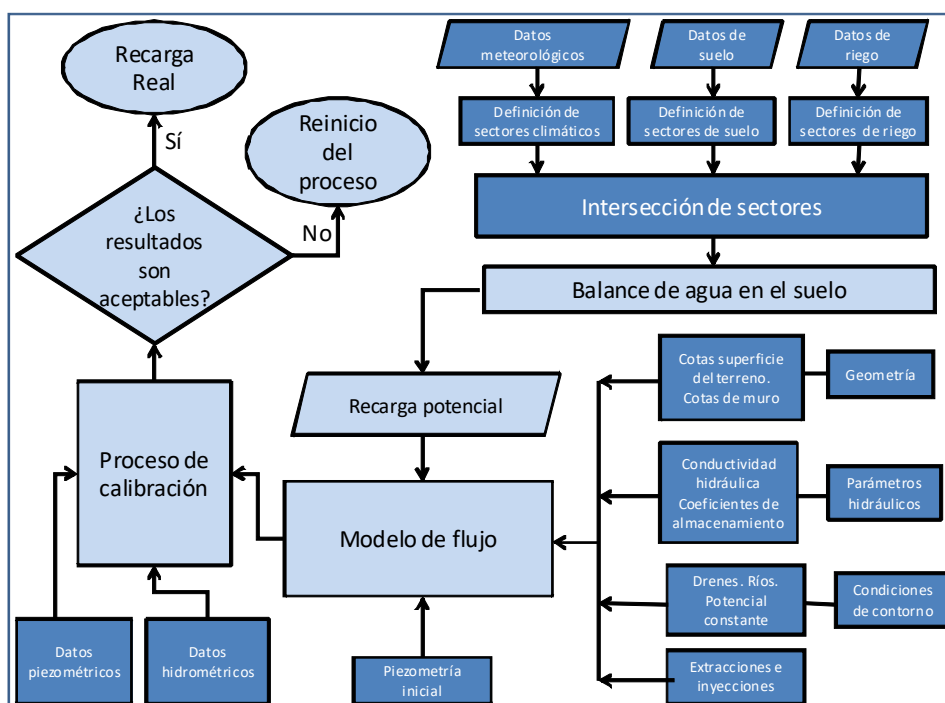 Recarga
Real
Sí
Reinicio
del
proceso
No
¿Los
resultados
son
aceptables?
Datos
meteorológicos
Datos de
suelo
Datos de
riego
Definición de
sectores climáticos
Definición de
sectores de suelo
Definición de
sectores de riego
Intersección de sectores
Balance de agua en el suelo
Recarga potencial
Cotas superficie
del terreno.
Cotas de muro
Geometría
Proceso de
calibración
Modelo de flujo
Conductividad
hidráulica
Coeficientes de
almacenamiento
Parámetros
hidráulicos
Drenes. Ríos.
Potencial
constante
Condiciones
de contorno
Datos
piezométricos
Datos
hidrométricos
Piezometría
inicial
Extracciones e
inyecciones